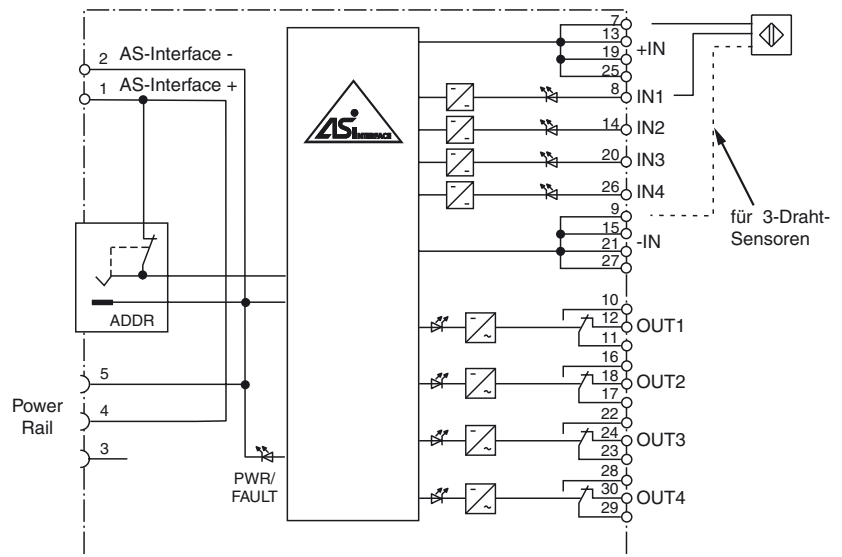 2 AS-Interface -
1 AS-Interface +
ASi INTERFACE
7
13
19 +IN
25
8 IN1
14 IN2
20 IN3
26 IN4
9
15
21 -IN
27
für 3-Draht-
Sensoren
ADDR
10
12 OUT1
11
16
18 OUT2
17
22
24 OUT3
23
28
30 OUT4
29
5
Power
Rail
4
3
PWR/
FAULT